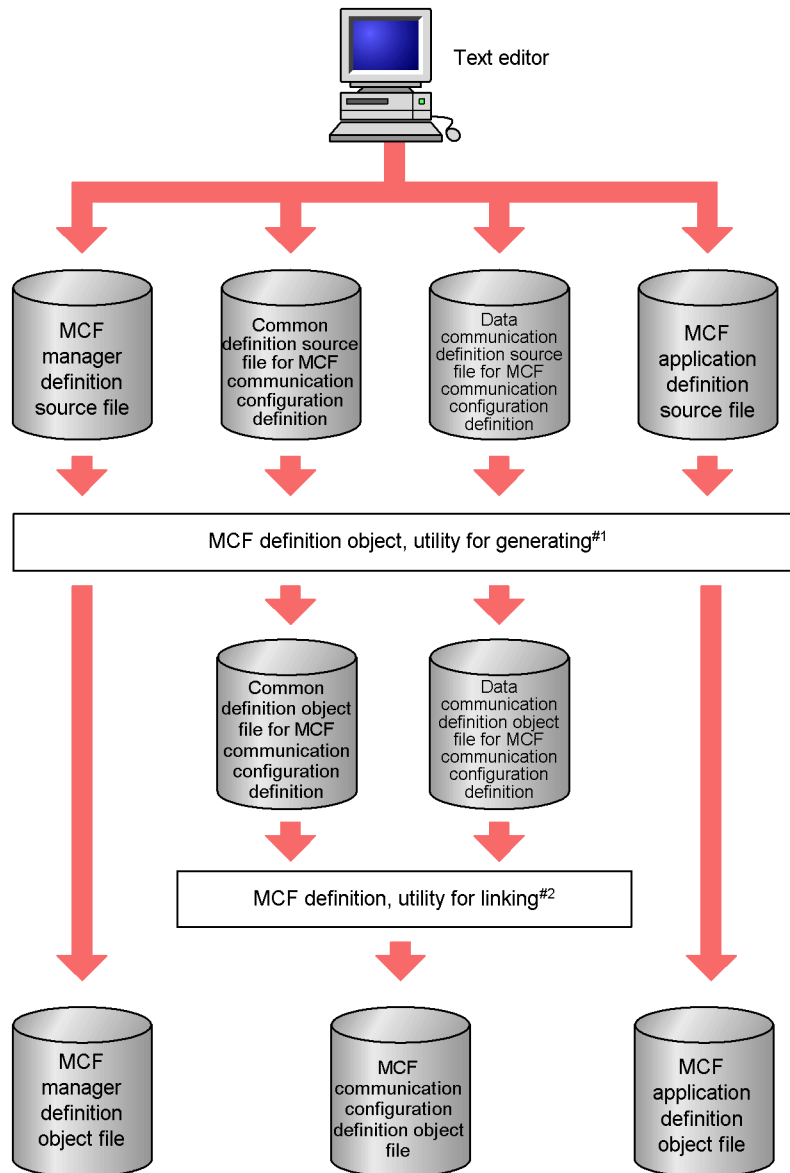 Text editor
MCF
manager
definition
source file
Common
definition source
file for MCF
communication
configuration
definition
Data
communication
definition source
file for MCF
communication
configuration
definition
MCF
application
definition
source file
MCF definition object, utility for generating#1
Common
definition object
file for MCF
communication
configuration
definition
Data
communication
definition object
file for MCF
communication
configuration
definition
MCF definition, utility for linking#2
MCF
manager
definition
object file
MCF
communication
configuration
definition object
file
MCF
application
definition
object file